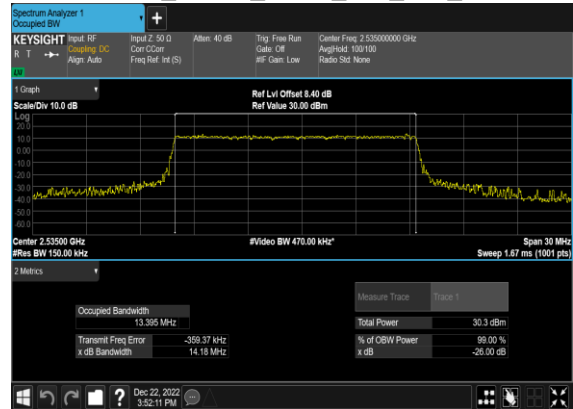 Spectrum Analyzer 1
Occupied BW
+
KEYSIGHT Input: RF Input Z: 50 Ω Atten: 40 dB Trig: Free Run Center Freq: 2.535000000 GHz
R T Coupling: DC Corr CCorr Gate: Off Avg|Hold: 100/100
Align: Auto Freq Ref: Int (S) #IF Gain: Low Radio Std: None
LW
1 Graph
Ref Lvl Offset 8.40 dB
Scale/Div 10.0 dB Ref Value 30.00 dBm
Log
20.0
10.0
0.00
-10.0
-20.0
-30.0
-40.0
-50.0
-60.0
Center 2.53500 GHz #Video BW 470.00 kHz* Span 30 MHz
#Res BW 150.00 kHz Sweep 1.67 ms (1001 pts)
2 Metrics
Measure Trace Trace 1
Occupied Bandwidth
13.395 MHz Total Power 30.3 dBm
Transmit Freq Error -359.37 kHz % of OBW Power 99.00 %
x dB Bandwidth 14.18 MHz x dB -26.00 dB
? Dec 22, 2022
3:52:11 PM